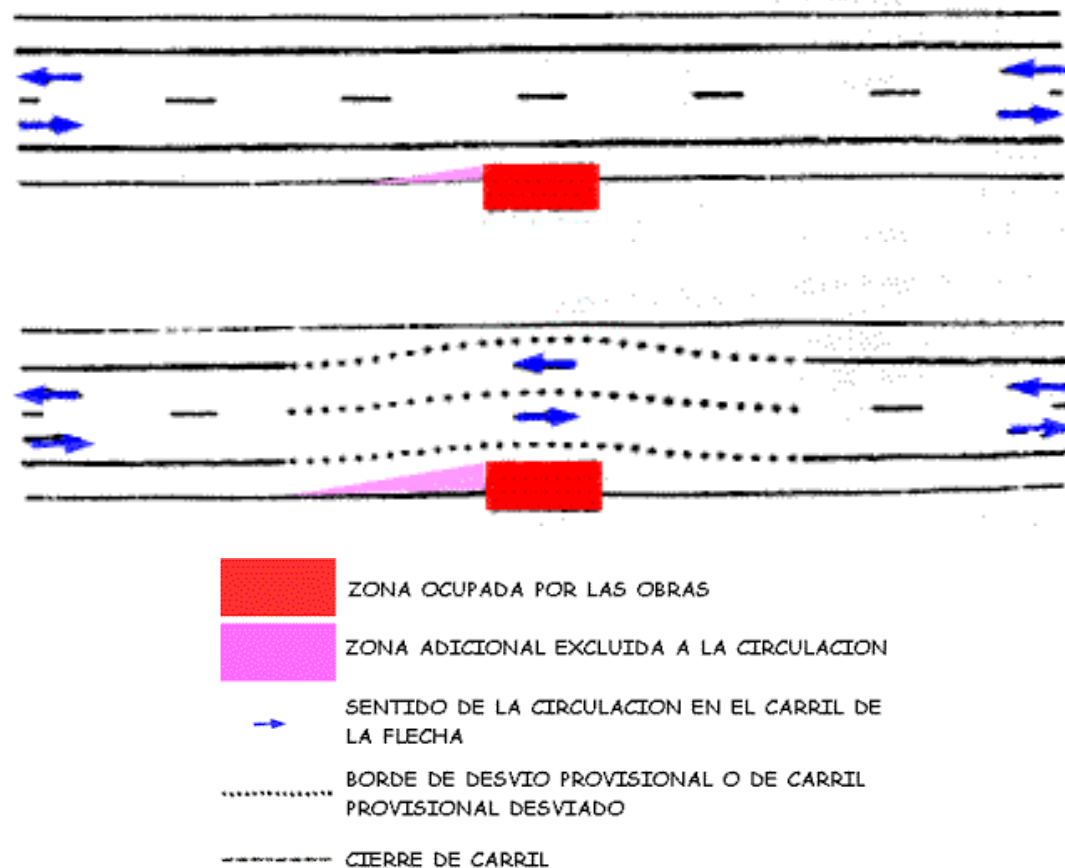 ZONA OCUPADA POR LAS OBRAS
ZONA ADICIONAL EXCLUIDA A LA CIRCULACION
SENTIDO DE LA CIRCULACION EN EL CARRIL DE
LA FLECHA
BORDE DE DESVIO PROVISIONAL O DE CARRIL
PROVISIONAL DESVIADO
CIERRE DE CARRIL